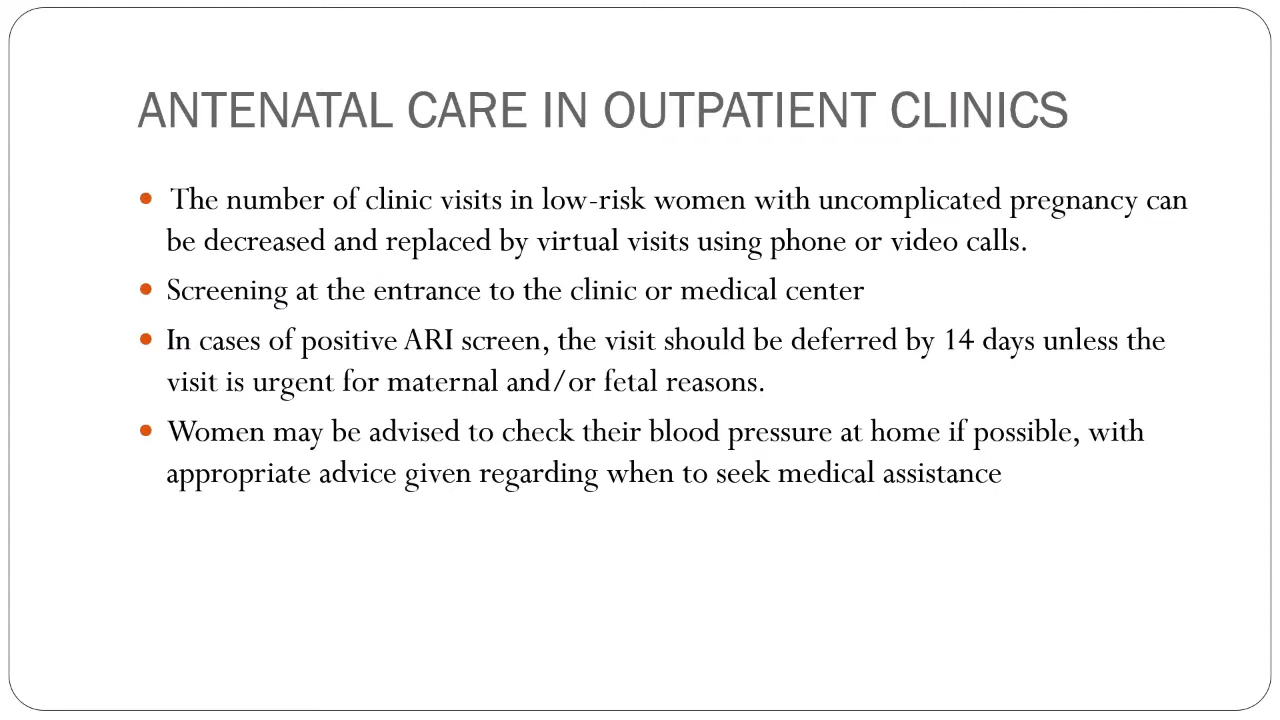 ANTENATAL CARE IN OUTPATIENT CLINICS
• The number of clinic visits in low-risk women with uncomplicated pregnancy can
be decreased and replaced by virtual visits using phone or video calls.
• Screening at the entrance to the clinic or medical center
• In cases of positive ARI screen, the visit should be deferred by 14 days unless the
visit is urgent for maternal and/or fetal reasons.
• Women may be advised to check their blood pressure at home if possible, with
appropriate advice given regarding when to seek medical assistance